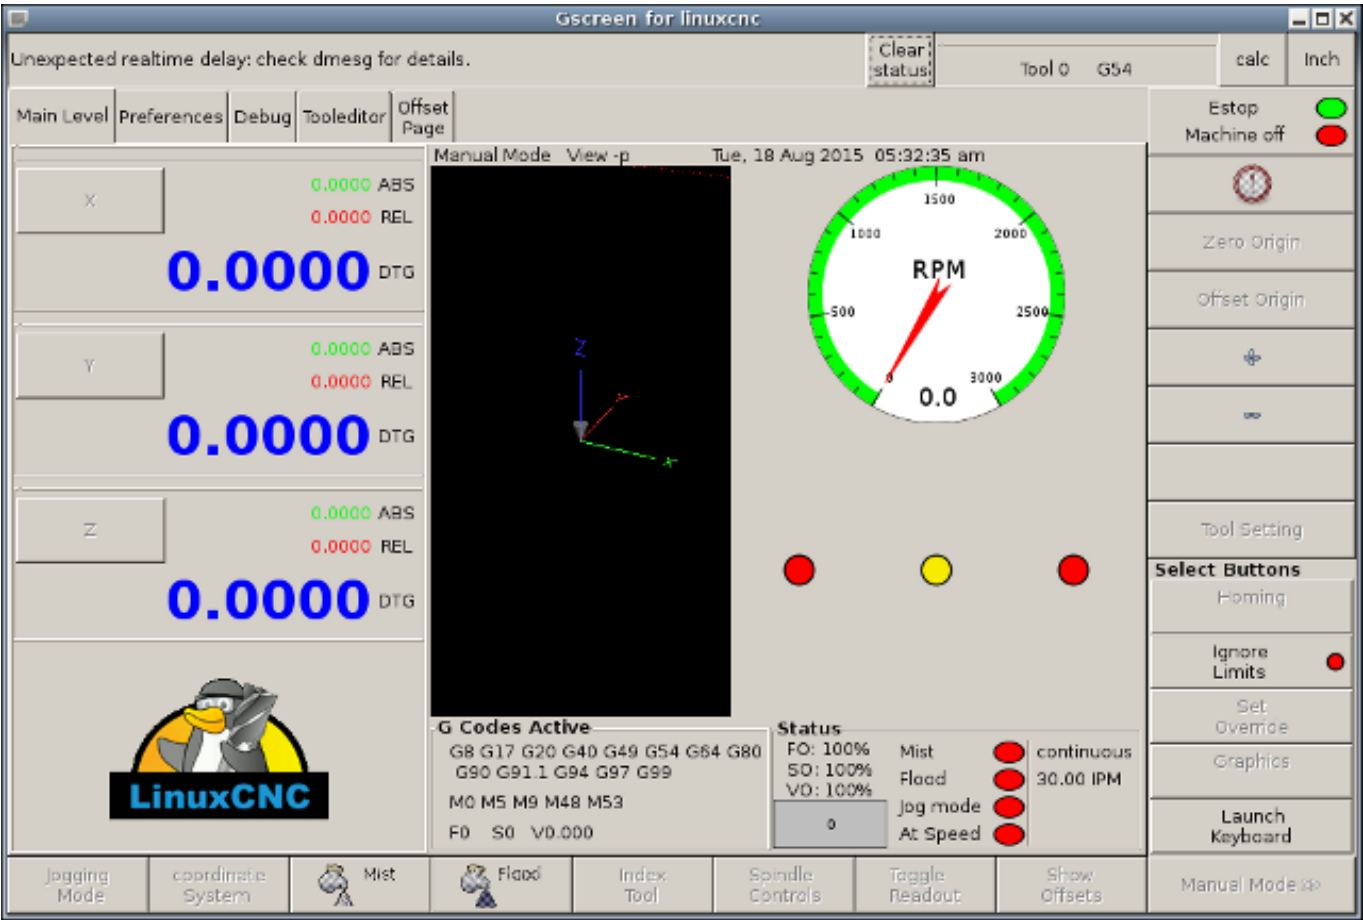 Gscreen for linuxcnc
Unexpected realtime delay: check dmesg for details.
Clear
status
Tool 0 G54
calc
Inch
Main Level
Preferences
Debug
Tooleditor
Offset
Page
Estop
Machine off
X
0.0000 ABS
0.0000 REL
0.0000 DTG
Y
0.0000 ABS
0.0000 REL
0.0000 DTG
Z
0.0000 ABS
0.0000 REL
0.0000 DTG
LinuxCNC
Manual Mode View -p Tue, 18 Aug 2015 05:32:35 am
Z
Y
X
1500
1000
2000
RPM
500
2500
0
3000
0.0
G Codes Active
G8 G17 G20 G40 G49 G54 G64 G80
G90 G91.1 G94 G97 G99
M0 M5 M9 M48 M53
F0 S0 V0.000
Status
FO: 100%
SO: 100%
VO: 100%
0
Mist
Flood
Jog mode
At Speed
continuous
30.00 IPM
Zero Origin
Offset Origin
Tool Setting
Select Buttons
Homing
Ignore
Limits
Set
Override
Graphics
Launch
Keyboard
Jogging
Mode
coordinate
System
Mist
Flood
Index
Tool
Spindle
Controls
Toggle
Readout
Show
Offsets
Manual Mode >>